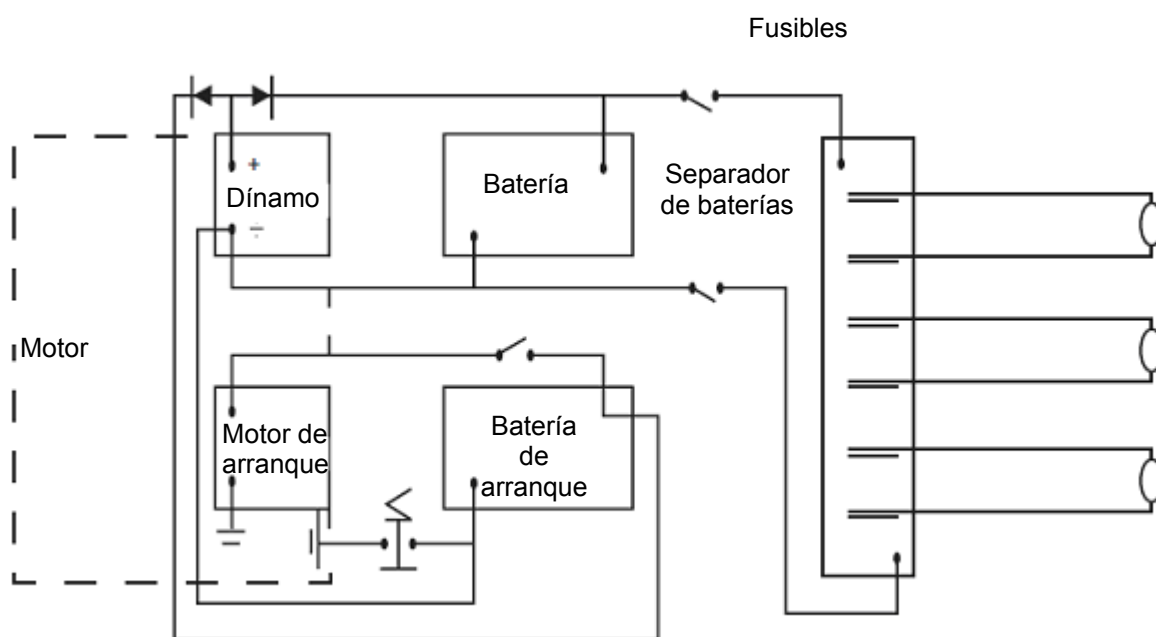 Fusibles
+
Dínamo
÷
Batería
Separador
de baterías
Motor
Motor de
arranque
Batería
de
arranque